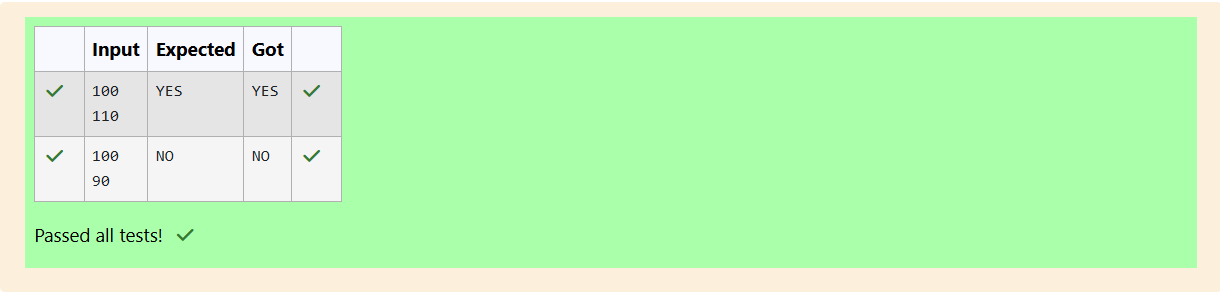 Input Expected Got
100 YES YES
110
100 NO NO
90
Passed all tests!